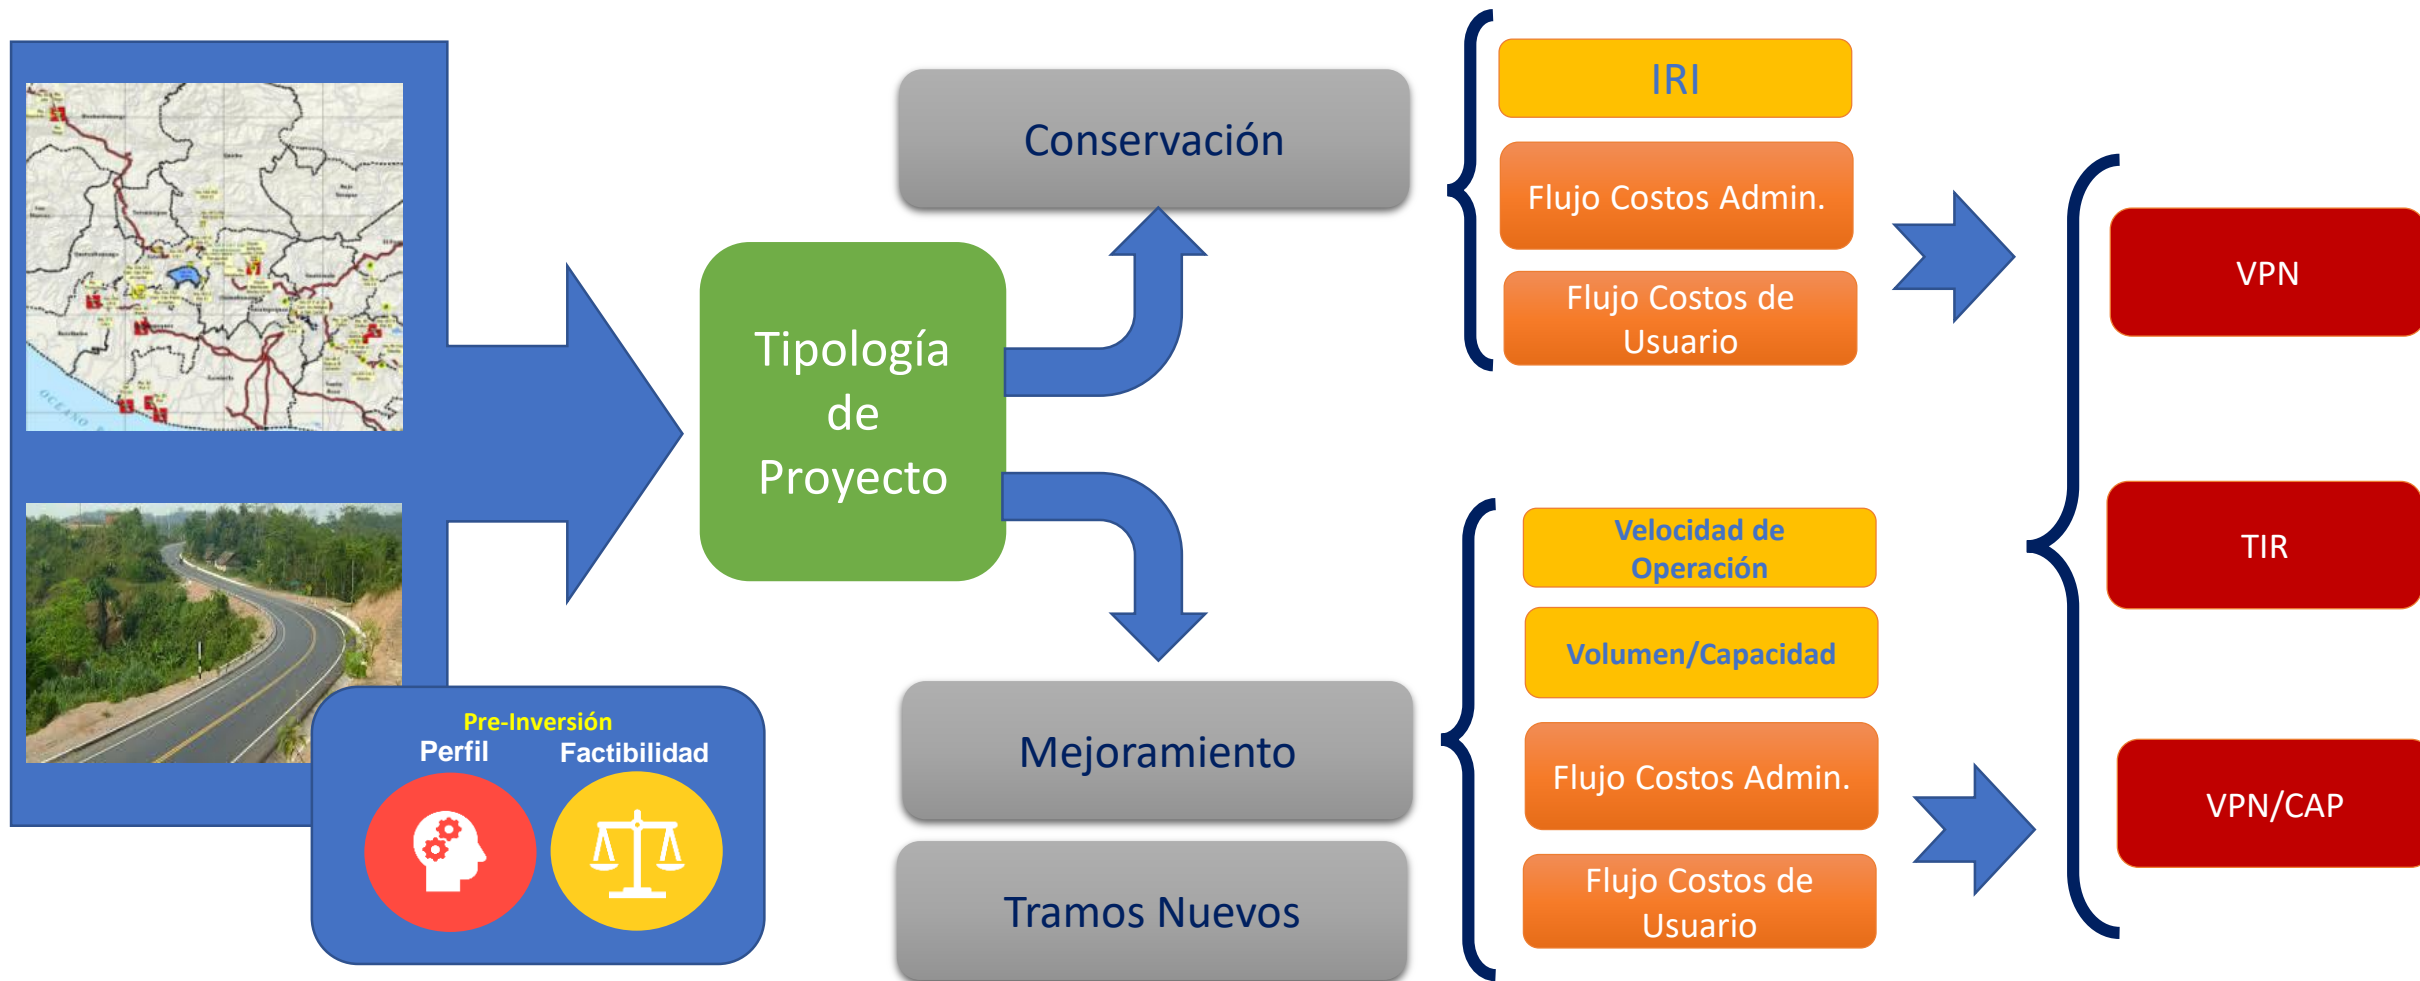 OCEANO
Pre-Inversión
Perfil
Factibilidad
Tipología
de
Proyecto
Conservación
IRI
Flujo Costos Admin.
Flujo Costos de
Usuario
Mejoramiento
Tramos Nuevos
Velocidad de
Operación
Volumen/Capacidad
Flujo Costos Admin.
Flujo Costos de
Usuario
VPN
TIR
VPN/CAP